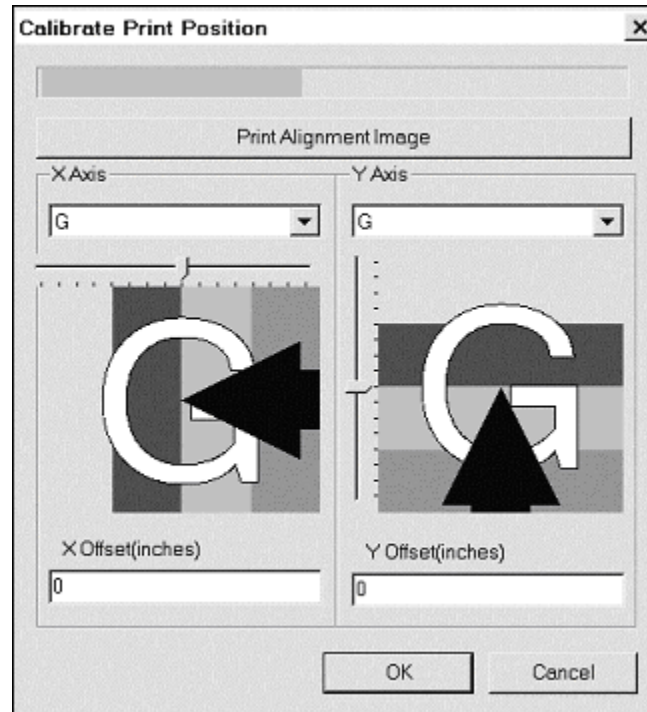 Calibrate Print Position
Print Alignment Image
X Axis
G
G
X Offset(inches)
0
Y Axis
G
G
Y Offset(inches)
0
OK
Cancel